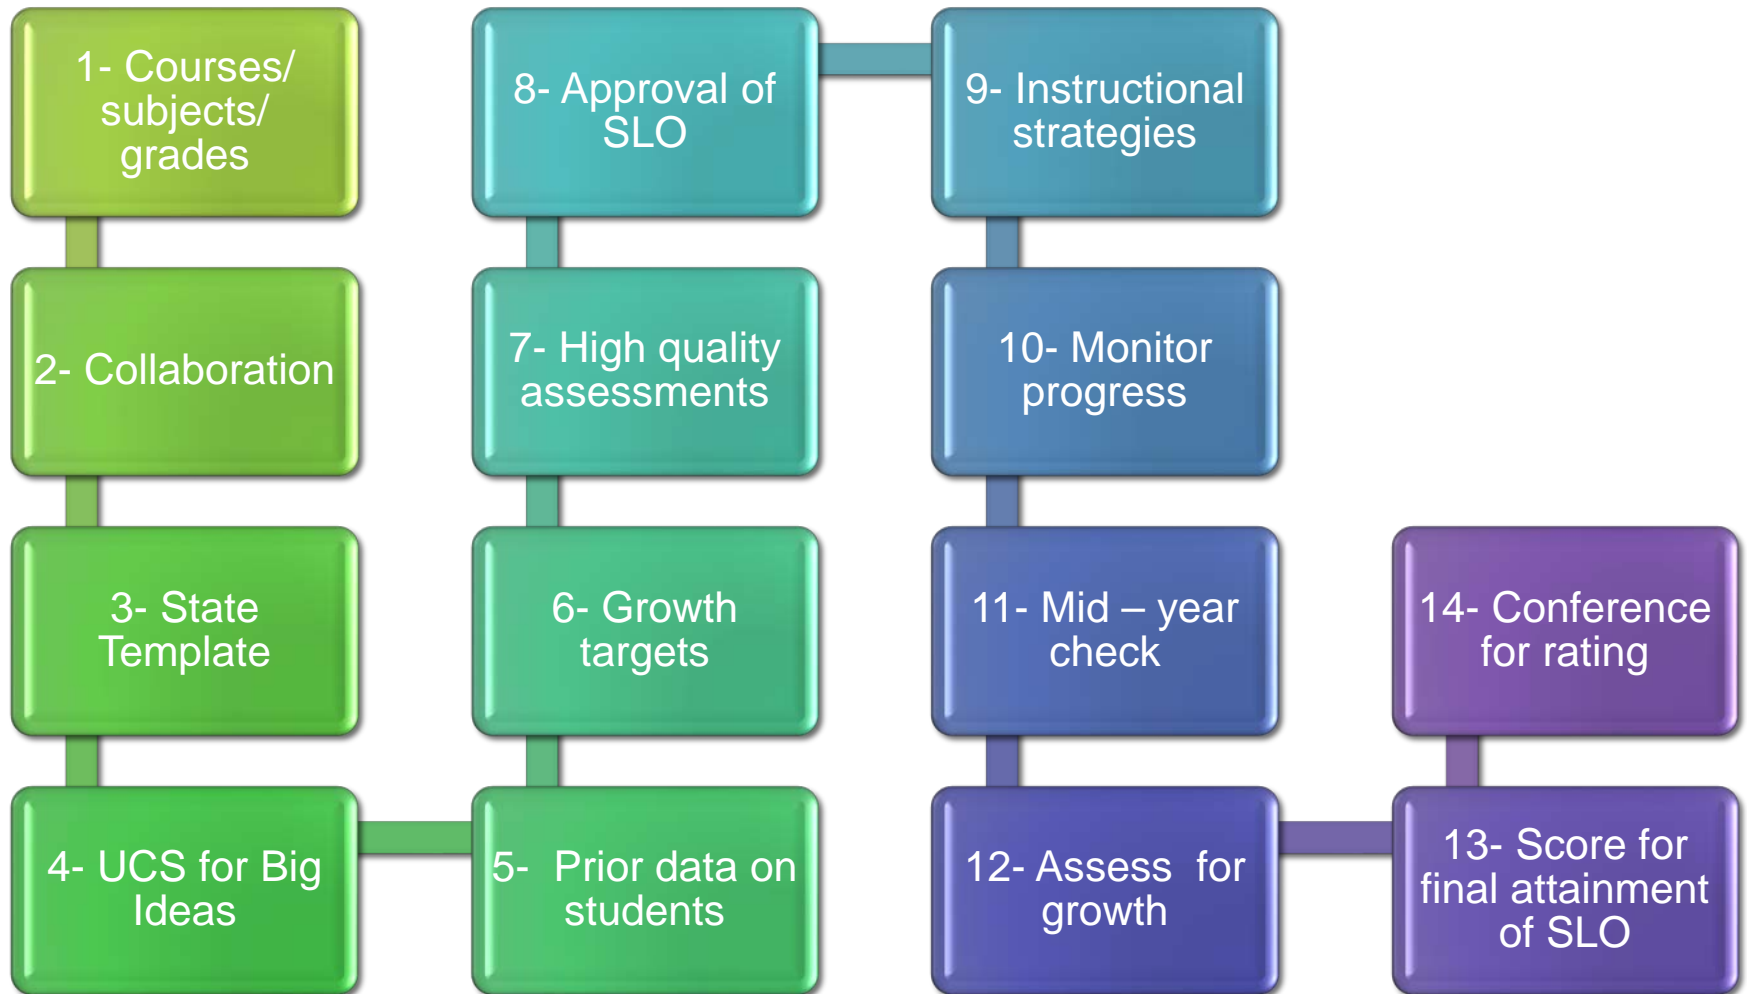 1- Courses/
subjects/
grades
2- Collaboration
3- State
Template
4- UCS for Big
Ideas
5-  Prior data on
students
6- Growth
targets
7- High quality
assessments
8- Approval of
SLO
9- Instructional
strategies
10- Monitor
progress
11- Mid – year
check
12- Assess  for
growth
13- Score for
final attainment
of SLO
14- Conference
for rating